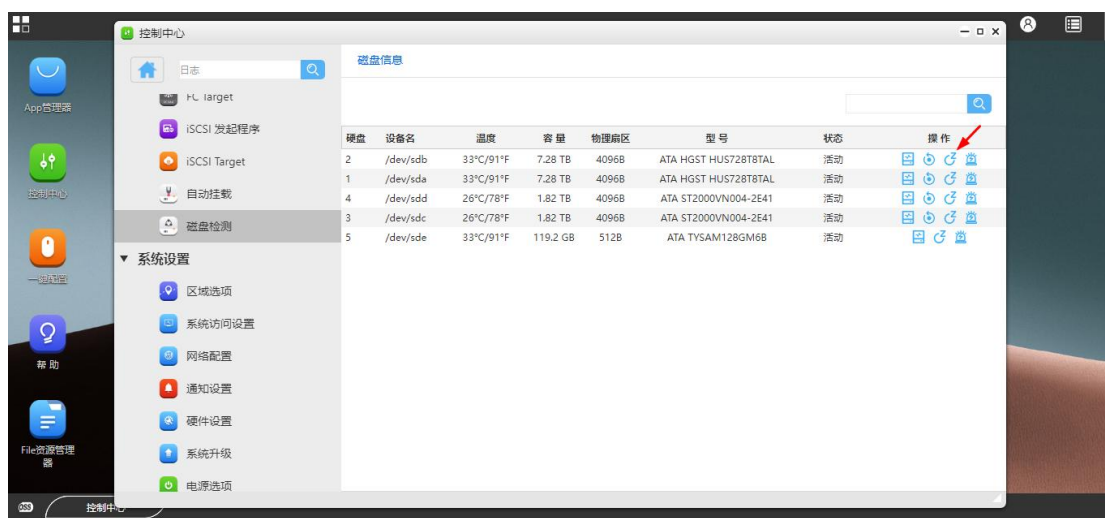 控制中心
日志
磁盘信息
App管理器
控制中心
一键配置
帮 助
File资源管理
器
FC Target
iSCSI 发起程序
iSCSI Target
自动挂载
磁盘检测
系统设置
区域选项
系统访问设置
网络配置
通知设置
硬件设置
系统升级
电源选项
硬盘 设备名 温度 容 量 物理扇区 型 号 状态 操 作
2 /dev/sdb 33°C/91°F 7.28 TB 4096B ATA HGST HUS728T8TAL 活动
1 /dev/sda 33°C/91°F 7.28 TB 4096B ATA HGST HUS728T8TAL 活动
4 /dev/sdd 26°C/78°F 1.82 TB 4096B ATA ST2000VN004-2E41 活动
3 /dev/sdc 26°C/78°F 1.82 TB 4096B ATA ST2000VN004-2E41 活动
5 /dev/sde 33°C/91°F 119.2 GB 512B ATA TYSAM128GM6B 活动
OSS
控制中心